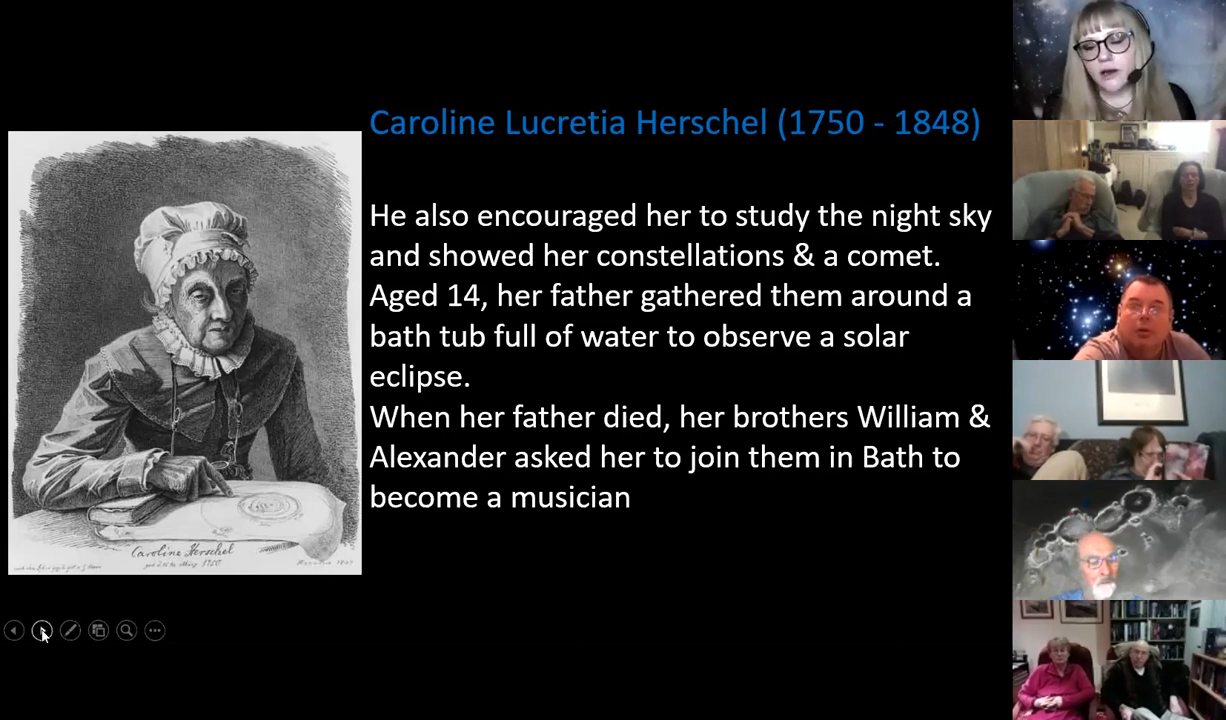 Caroline Lucretia Herschel (1750 - 1848)
He also encouraged her to study the night sky
and showed her constellations & a comet.
Aged 14, her father gathered them around a
bath tub full of water to observe a solar
eclipse.
When her father died, her brothers William &
Alexander asked her to join them in Bath to
become a musician
Caroline Herschel
1750